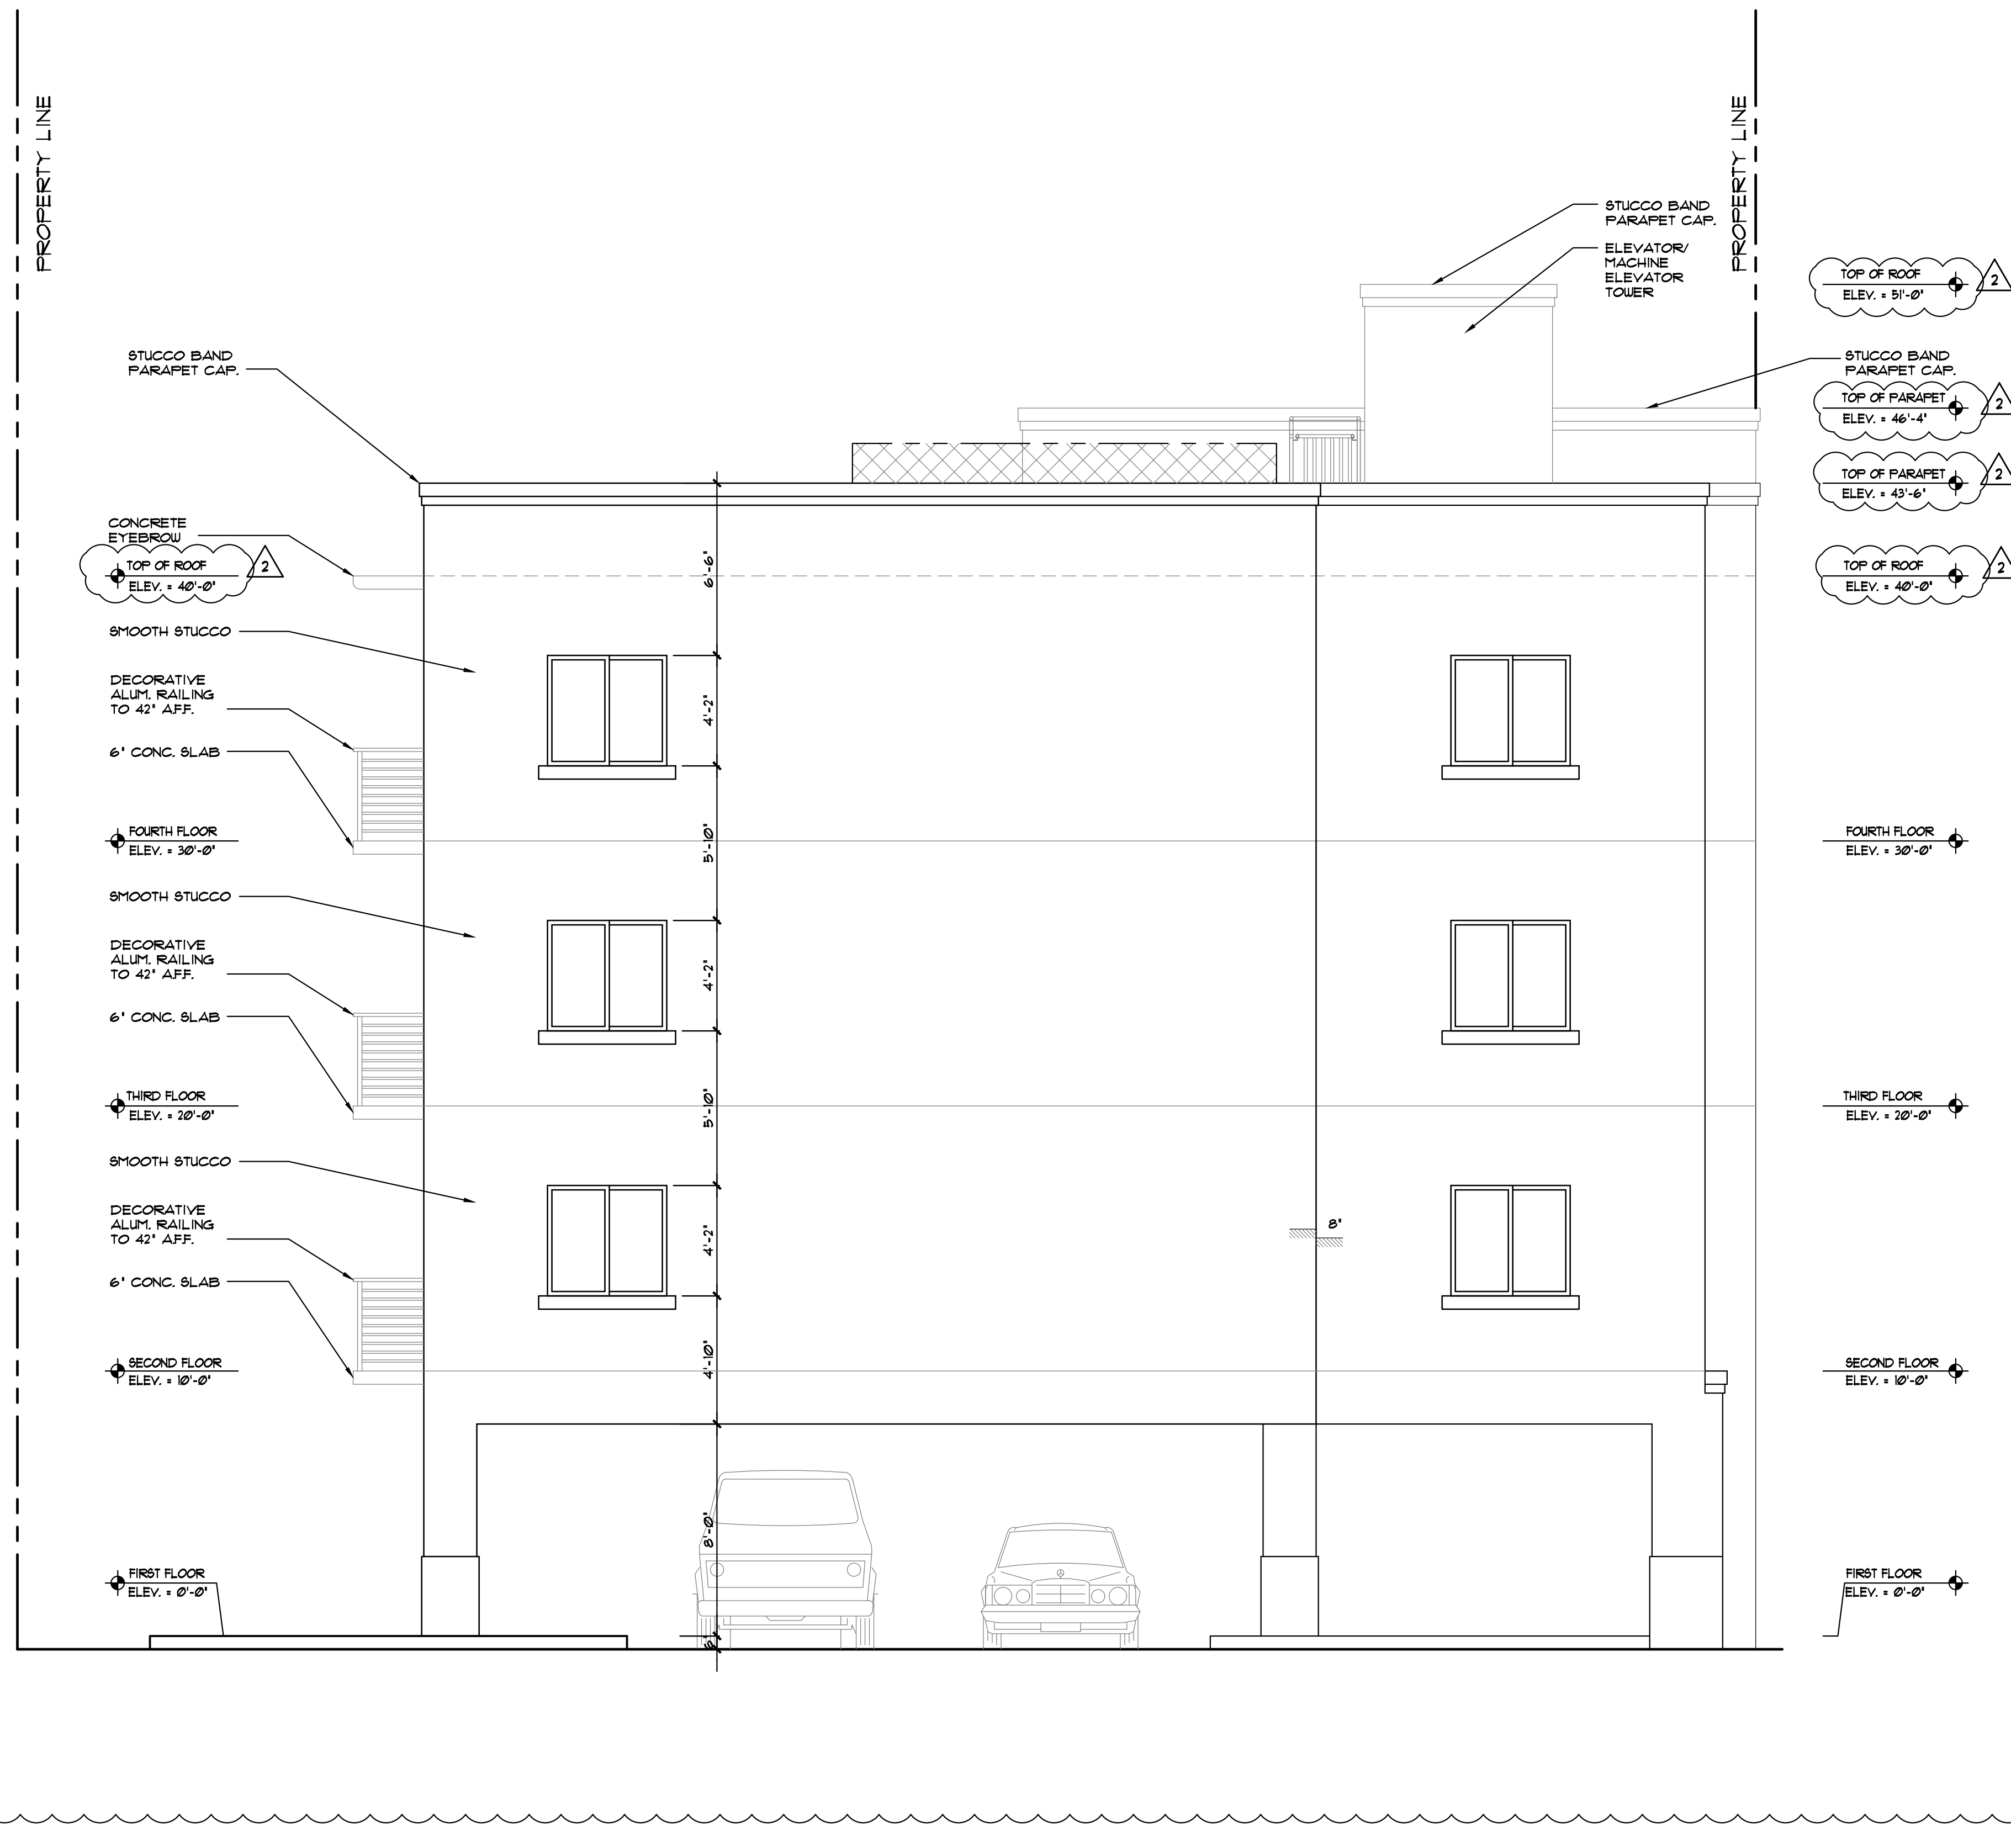 PROPERTY LINE
PROPERTY LINE
STUCCO BAND
PARAPET CAP.
ELEVATOR/
MACHINE
ELEVATOR
TOWER
TOP OF ROOF
ELEV. = 51'-0"
2
STUCCO BAND
PARAPET CAP.
STUCCO BAND
PARAPET CAP.
TOP OF PARAPET
ELEV. = 46'-4"
2
TOP OF PARAPET
ELEV. = 43'-6"
2
CONCRETE
EYEBROW
TOP OF ROOF
ELEV. = 40'-0"
2
6'-6"
TOP OF ROOF
ELEV. = 40'-0"
2
SMOOTH STUCCO
DECORATIVE
ALUM. RAILING
TO 42" A.F.F.
4'-2"
6" CONC. SLAB
FOURTH FLOOR
ELEV. = 30'-0"
5'-10"
FOURTH FLOOR
ELEV. = 30'-0"
SMOOTH STUCCO
DECORATIVE
ALUM. RAILING
TO 42" A.F.F.
4'-2"
6" CONC. SLAB
THIRD FLOOR
ELEV. = 20'-0"
5'-10"
THIRD FLOOR
ELEV. = 20'-0"
SMOOTH STUCCO
DECORATIVE
ALUM. RAILING
TO 42" A.F.F.
4'-2"
8"
6" CONC. SLAB
SECOND FLOOR
ELEV. = 10'-0"
4'-10"
SECOND FLOOR
ELEV. = 10'-0"
8'-0"
FIRST FLOOR
ELEV. = 0'-0"
FIRST FLOOR
ELEV. = 0'-0"
6"